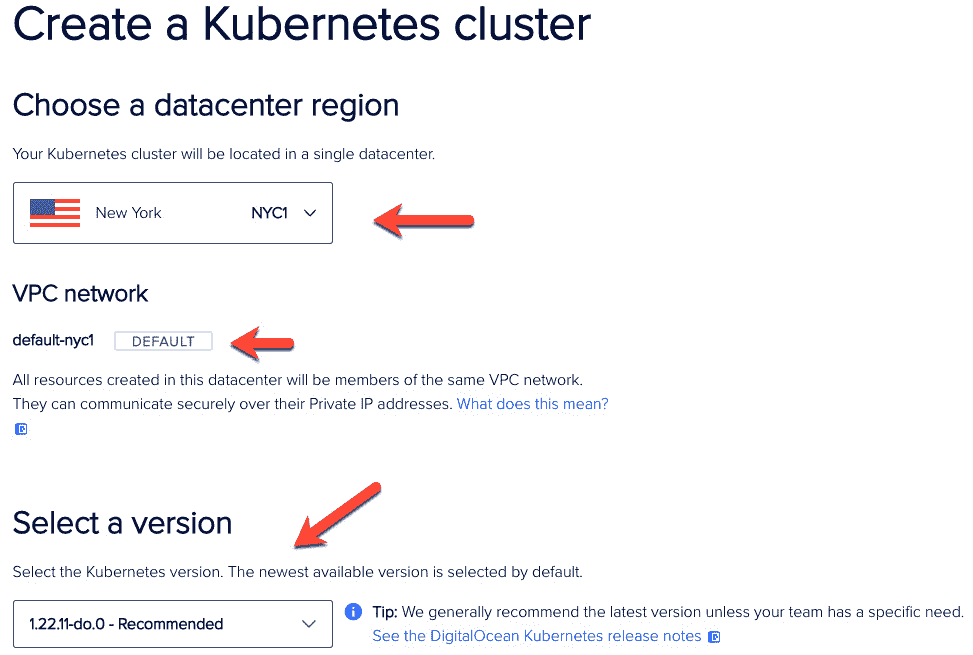 Create a Kubernetes cluster
Choose a datacenter region
Your Kubernetes cluster will be located in a single datacenter.
New York NYC1
VPC network
default-nyc1 DEFAULT
All resources created in this datacenter will be members of the same VPC network.
They can communicate securely over their Private IP addresses. What does this mean?
Select a version
Select the Kubernetes version. The newest available version is selected by default.
1.22.11-do.0 - Recommended
Tip: We generally recommend the latest version unless your team has a specific need.
See the DigitalOcean Kubernetes release notes